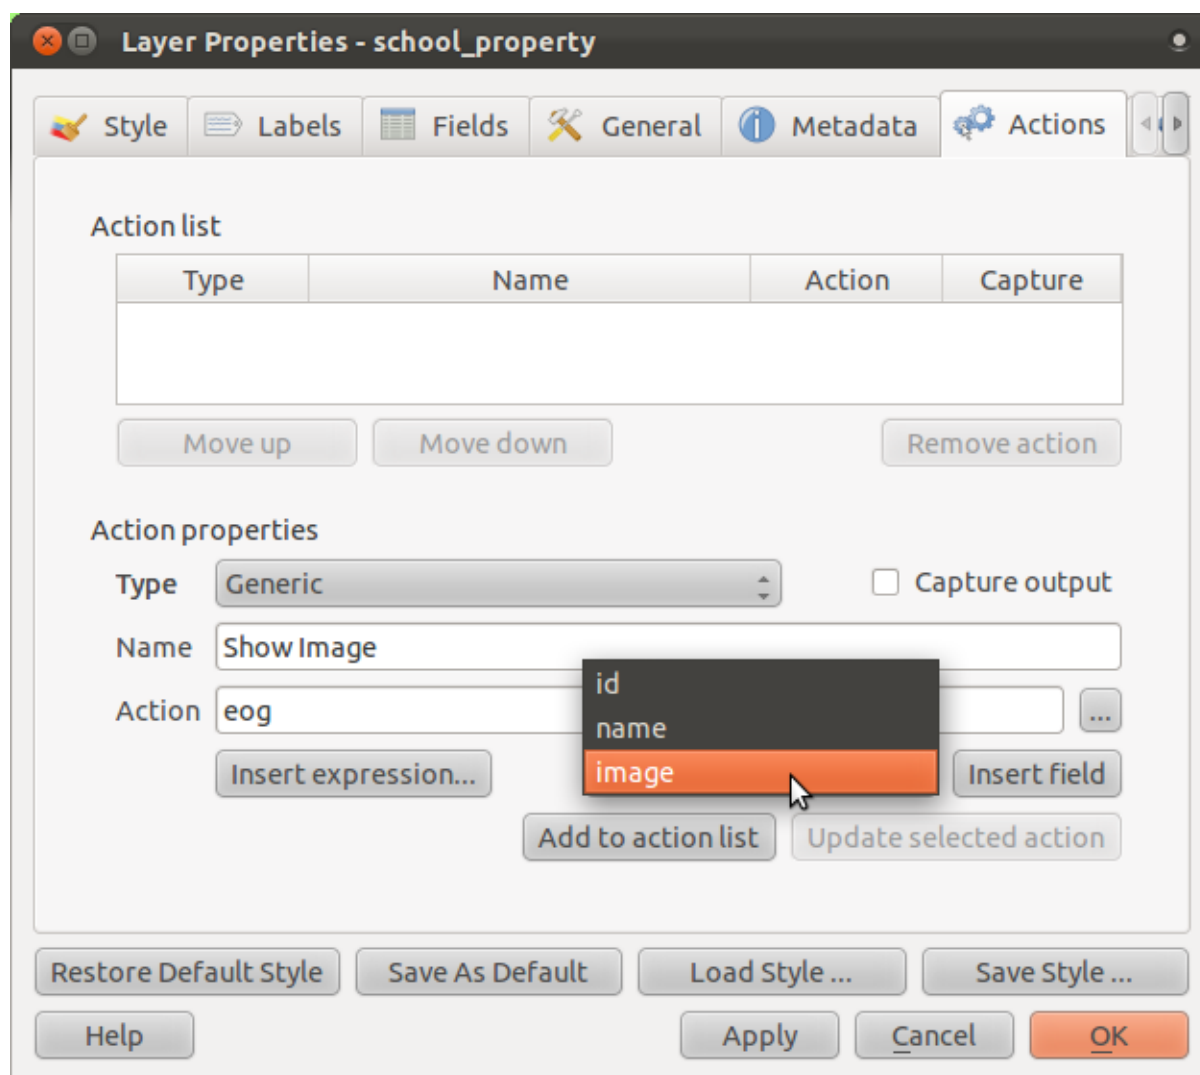 Layer Properties - school_property
Style Labels Fields General Metadata Actions
Action list
Type Name Action Capture
Move up Move down Remove action
Action properties
Type Generic Capture output
Name Show Image
id
Action eog ...
name
Insert expression... image Insert field
Add to action list Update selected action
Restore Default Style Save As Default Load Style ... Save Style ...
Help Apply Cancel OK